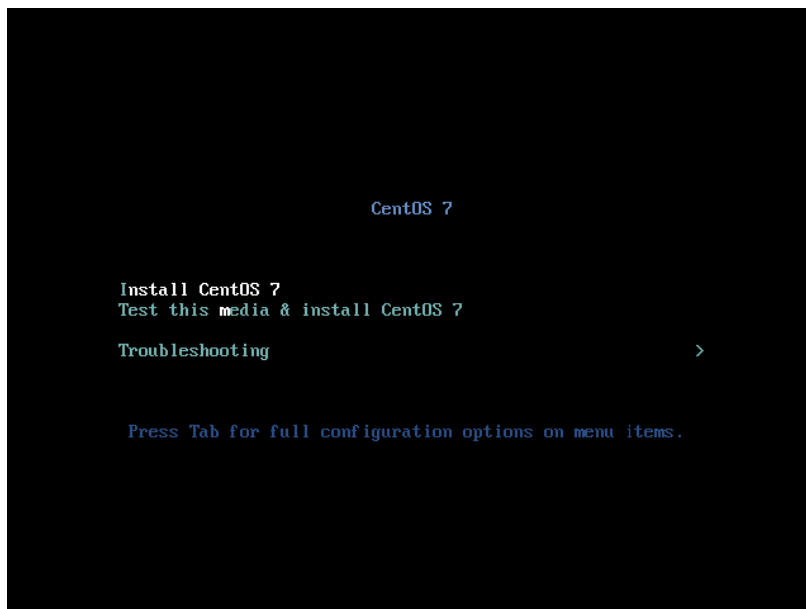 CentOS 7
Install CentOS 7
Test this media & install CentOS 7
Troubleshooting >
Press Tab for full configuration options on menu items.